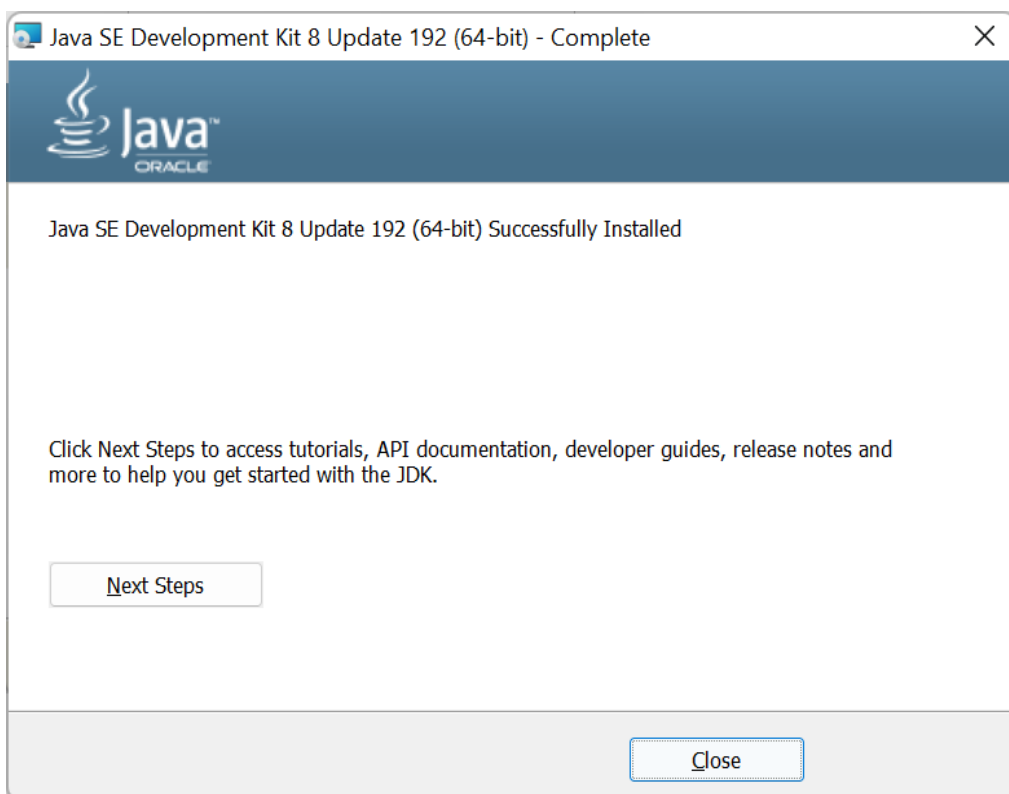 Java SE Development Kit 8 Update 192 (64-bit) - Complete
Java™
ORACLE
Java SE Development Kit 8 Update 192 (64-bit) Successfully Installed
Click Next Steps to access tutorials, API documentation, developer guides, release notes and
more to help you get started with the JDK.
Next Steps
Close